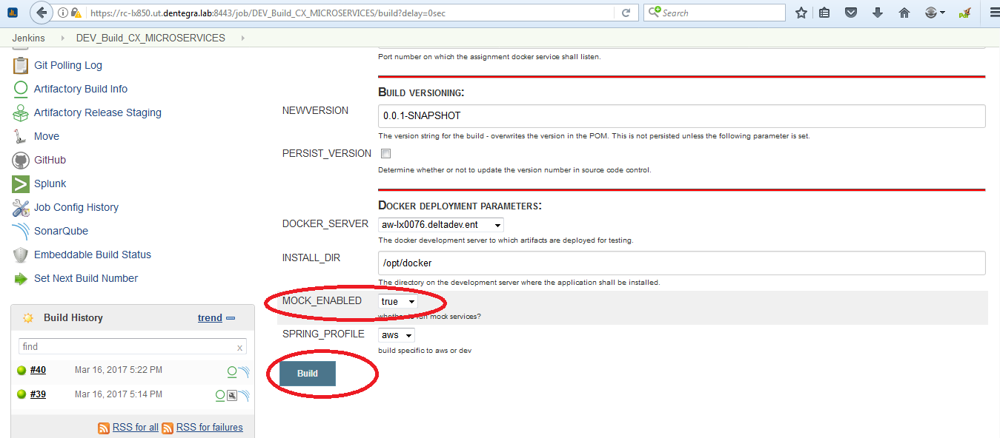 https://rc-lx850.ut.dentegra.lab:8443/job/DEV_Build_CX_MICROSERVICES/build?delay=0sec
Search
pdf
Jenkins
DEV_Build_CX_MICROSERVICES
Git Polling Log
Artifactory Build Info
Artifactory Release Staging
Move
GitHub
Splunk
Job Config History
SonarQube
Embeddable Build Status
Set Next Build Number
Build History
trend
find
x
#40
Mar 16, 2017 5:22 PM
#39
Mar 16, 2017 5:14 PM
RSS for all
RSS for failures
Port number on which the assignment docker service shall listen.
Build versioning:
NEWVERSION
0.0.1-SNAPSHOT
The version string for the build - overwrites the version in the POM. This is not persisted unless the following parameter is set.
PERSIST_VERSION
Determine whether or not to update the version number in source code control.
Docker deployment parameters:
DOCKER_SERVER
aw-lx0076.deltadev.ent
The docker development server to which artifacts are deployed for testing.
INSTALL_DIR
/opt/docker
The directory on the development server where the application shall be installed.
MOCK_ENABLED
true
whether to run mock services?
SPRING_PROFILE
aws
build specific to aws or dev
Build